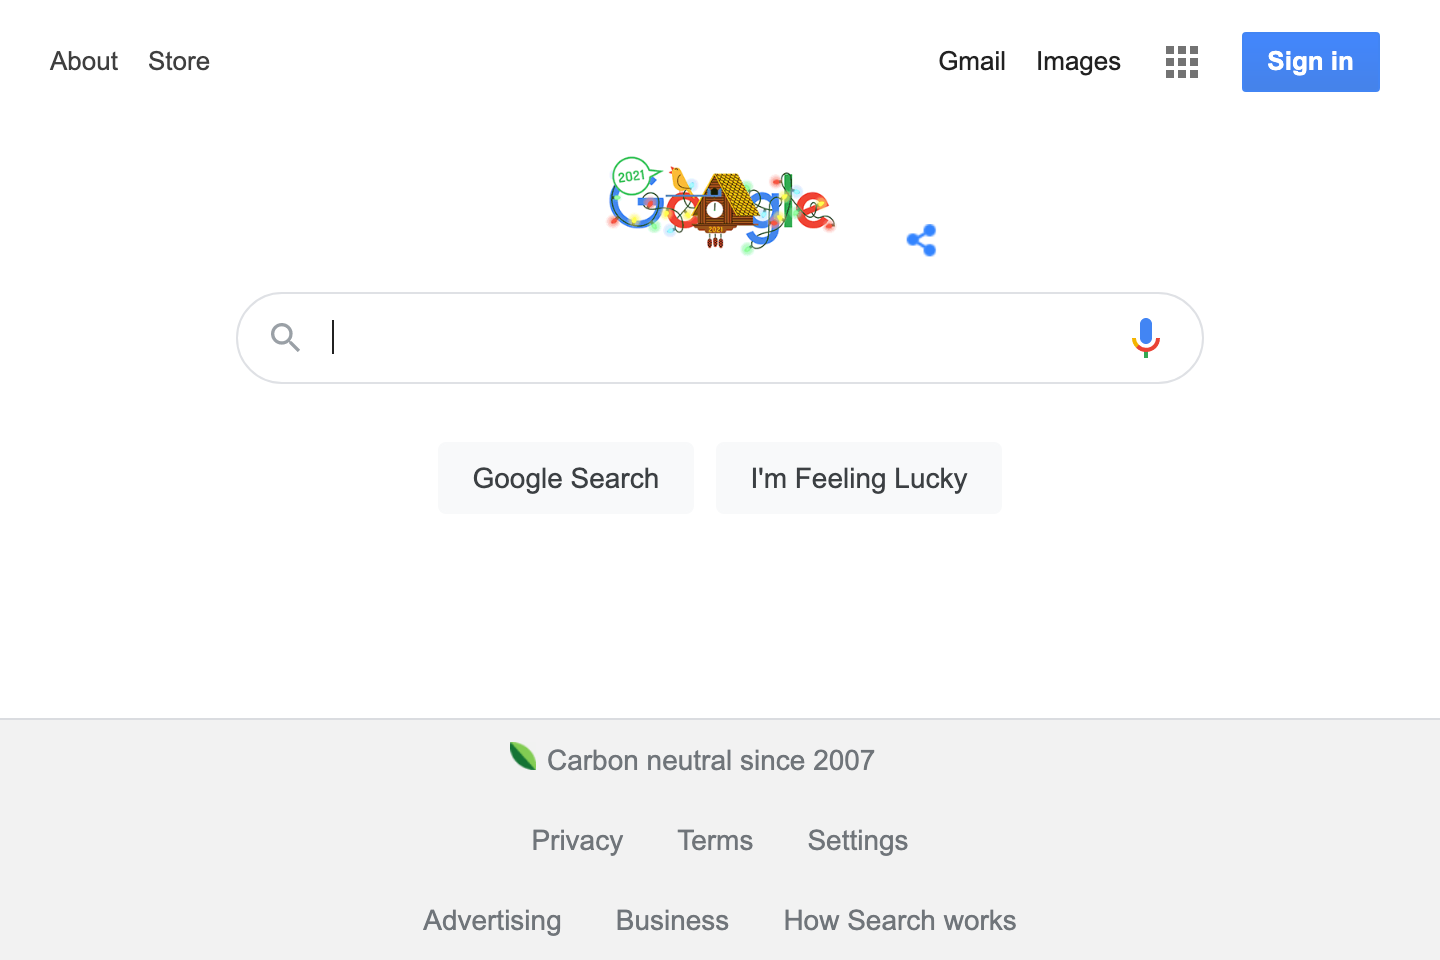 About Store Gmail Images Sign in
2021
Google
2021
Google Search I'm Feeling Lucky
Carbon neutral since 2007
Privacy Terms Settings
Advertising Business How Search works